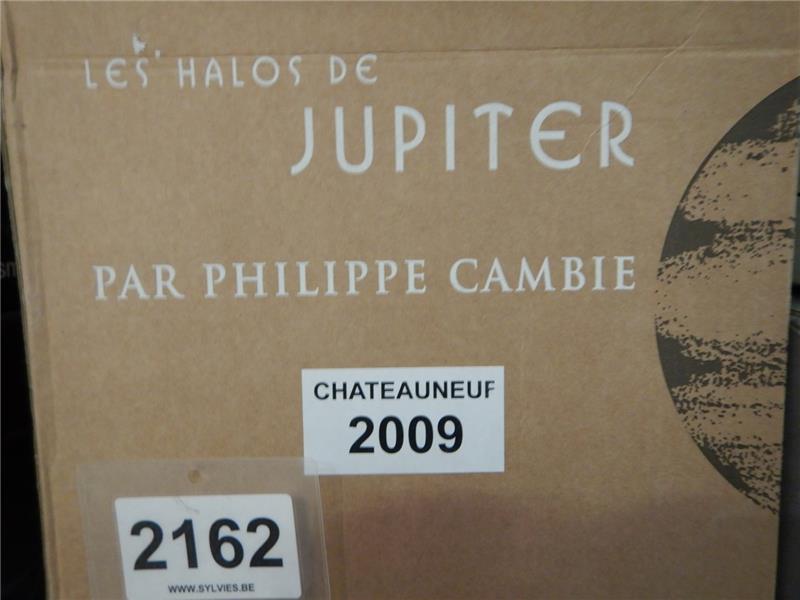 LES HALOS DE
JUPITER
PAR PHILIPPE CAMBIE
CHATEAUNEUF
2009
2162
WWW.SYLVIES.BE